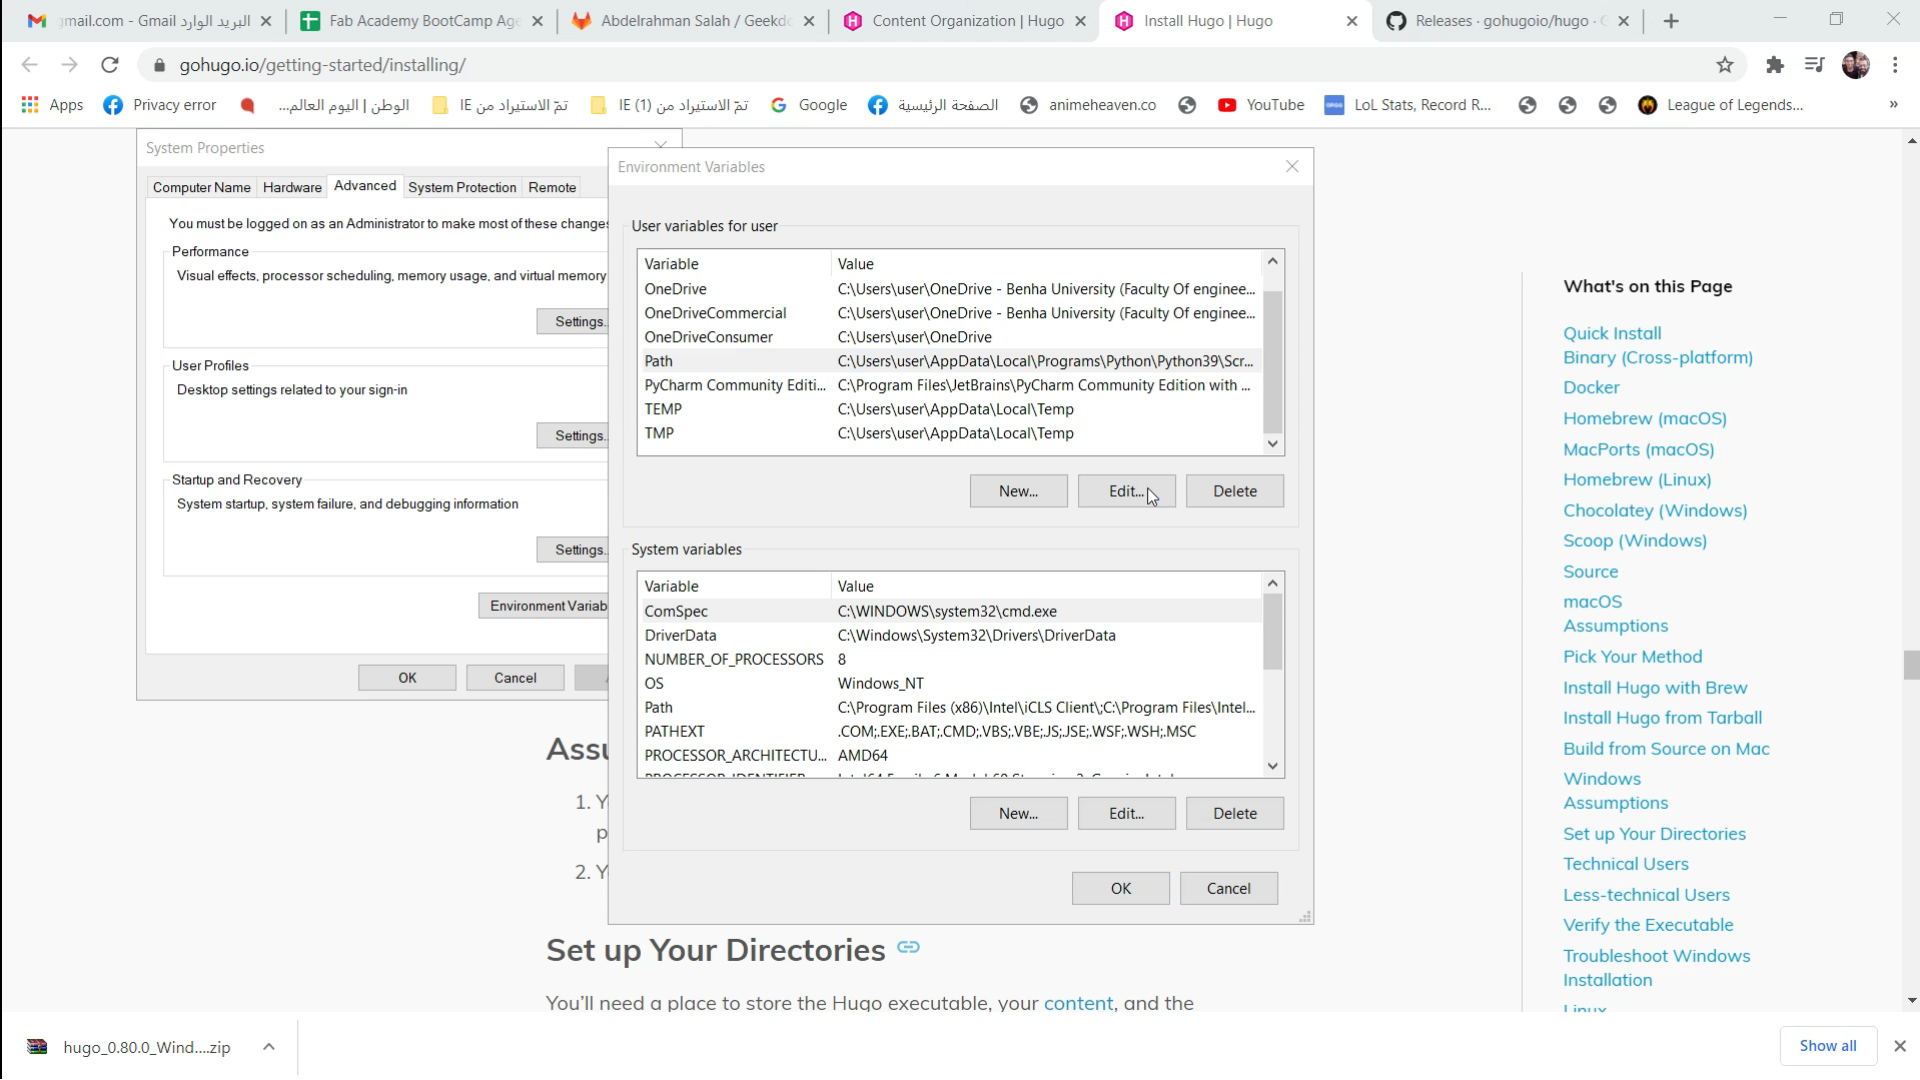 gmail.com - Gmail البريد الوارد
Fab Academy BootCamp Age
Abdelrahman Salah / Geekdo
Content Organization | Hugo
Install Hugo | Hugo
Releases · gohugoio/hugo · G
gohugo.io/getting-started/installing/
Apps
Privacy error
الوطن | اليوم العالم...
تمّ الاستيراد من IE
تمّ الاستيراد من IE (1)
Google
الصفحة الرئيسية
animeheaven.co
YouTube
LoL Stats, Record R...
League of Legends...
»
System Properties
Computer Name
Hardware
Advanced
System Protection
Remote
You must be logged on as an Administrator to make most of these changes
Performance
Visual effects, processor scheduling, memory usage, and virtual memory
Settings.
User Profiles
Desktop settings related to your sign-in
Settings.
Startup and Recovery
System startup, system failure, and debugging information
Settings.
Environment Variab
OK
Cancel
Environment Variables
User variables for user
Variable Value
OneDrive C:\Users\user\OneDrive - Benha University (Faculty Of enginee...
OneDriveCommercial C:\Users\user\OneDrive - Benha University (Faculty Of enginee...
OneDriveConsumer C:\Users\user\OneDrive
Path C:\Users\user\AppData\Local\Programs\Python\Python39\Scr...
PyCharm Community Editi... C:\Program Files\JetBrains\PyCharm Community Edition with ...
TEMP C:\Users\user\AppData\Local\Temp
TMP C:\Users\user\AppData\Local\Temp
New... Edit... Delete
System variables
Variable Value
ComSpec C:\WINDOWS\system32\cmd.exe
DriverData C:\Windows\System32\Drivers\DriverData
NUMBER_OF_PROCESSORS 8
OS Windows_NT
Path C:\Program Files (x86)\Intel\iCLS Client\;C:\Program Files\Intel...
PATHEXT .COM;.EXE;.BAT;.CMD;.VBS;.VBE;.JS;.JSE;.WSF;.WSH;.MSC
PROCESSOR_ARCHITECTU... AMD64
New... Edit... Delete
OK Cancel
Assu
1. Y
p
2. Y
Set up Your Directories
You'll need a place to store the Hugo executable, your content, and the
What's on this Page
Quick Install
Binary (Cross-platform)
Docker
Homebrew (macOS)
MacPorts (macOS)
Homebrew (Linux)
Chocolatey (Windows)
Scoop (Windows)
Source
macOS
Assumptions
Pick Your Method
Install Hugo with Brew
Install Hugo from Tarball
Build from Source on Mac
Windows
Assumptions
Set up Your Directories
Technical Users
Less-technical Users
Verify the Executable
Troubleshoot Windows
Installation
Linux
hugo_0.80.0_Wind....zip
Show all